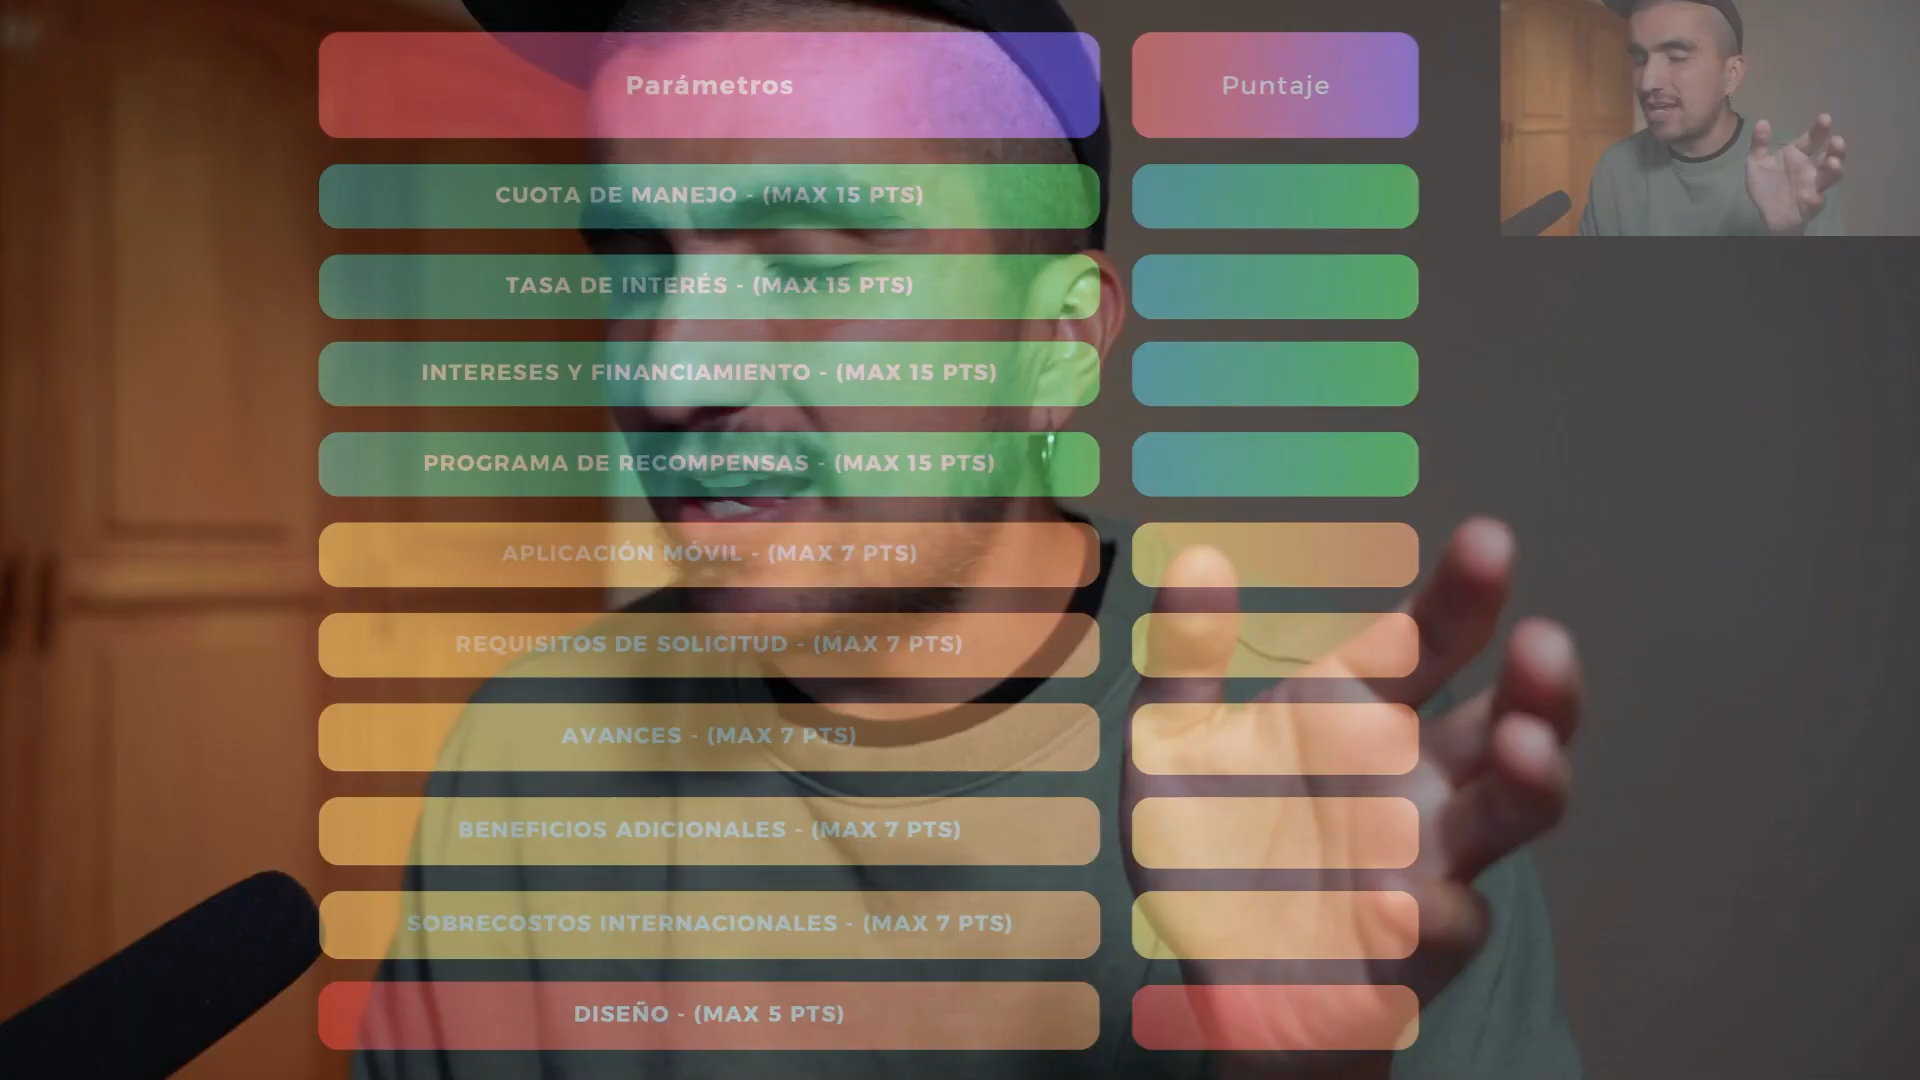 Parámetros
Puntaje
CUOTA DE MANEJO - (MAX 15 PTS)
TASA DE INTERÉS - (MAX 15 PTS)
INTERESES Y FINANCIAMIENTO - (MAX 15 PTS)
PROGRAMA DE RECOMPENSAS - (MAX 15 PTS)
APLICACIÓN MÓVIL - (MAX 7 PTS)
REQUISITOS DE SOLICITUD - (MAX 7 PTS)
AVANCES - (MAX 7 PTS)
BENEFICIOS ADICIONALES - (MAX 7 PTS)
SOBRECOSTOS INTERNACIONALES - (MAX 7 PTS)
DISEÑO - (MAX 5 PTS)